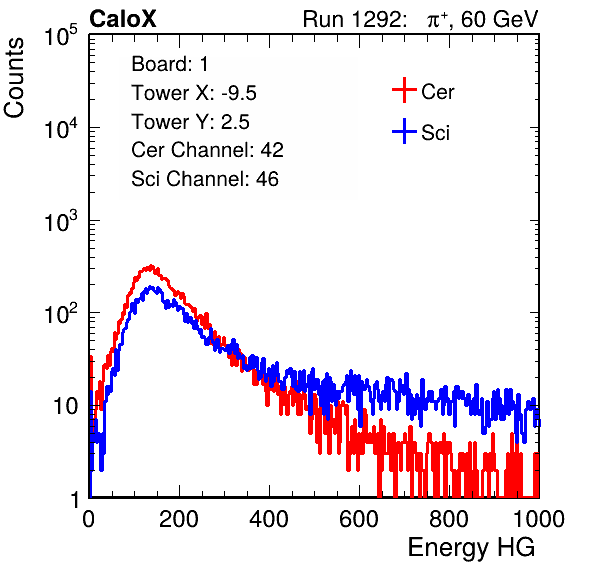 CaloX Run 1292: π⁺, 60 GeV
Counts
Board: 1
Tower X: -9.5
Tower Y: 2.5
Cer Channel: 42
Sci Channel: 46
Cer
Sci
10⁵
10⁴
10³
10²
10
1
0 200 400 600 800 1000
Energy HG